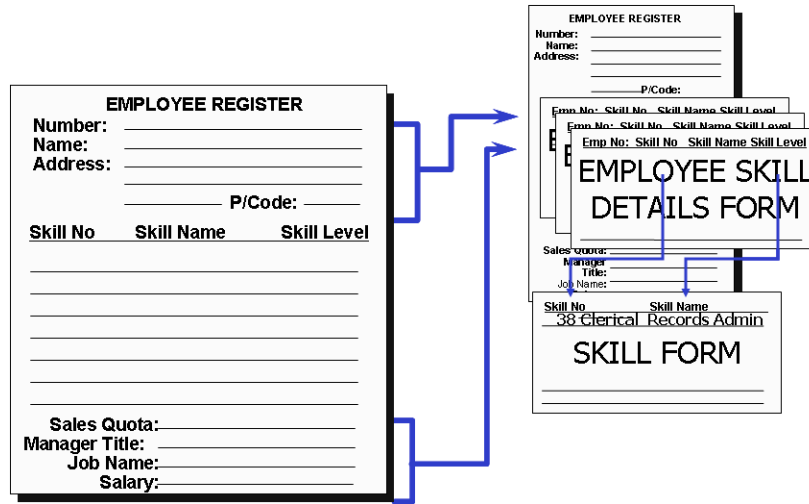 EMPLOYEE REGISTER
Number:
Name:
Address:
P/Code:
Skill No Skill Name Skill Level
Sales Quota:
Manager Title:
Job Name:
Salary:
EMPLOYEE REGISTER
Number:
Name:
Address:
P/Code:
Emp No: Skill No Skill Name Skill Level
Emp No: Skill No Skill Name Skill Level
Emp No: Skill No Skill Name Skill Level
EMPLOYEE SKILL
DETAILS FORM
Sales Quota:
Manager
Title:
Job Name:
Skill No Skill Name
38 Clerical Records Admin
SKILL FORM